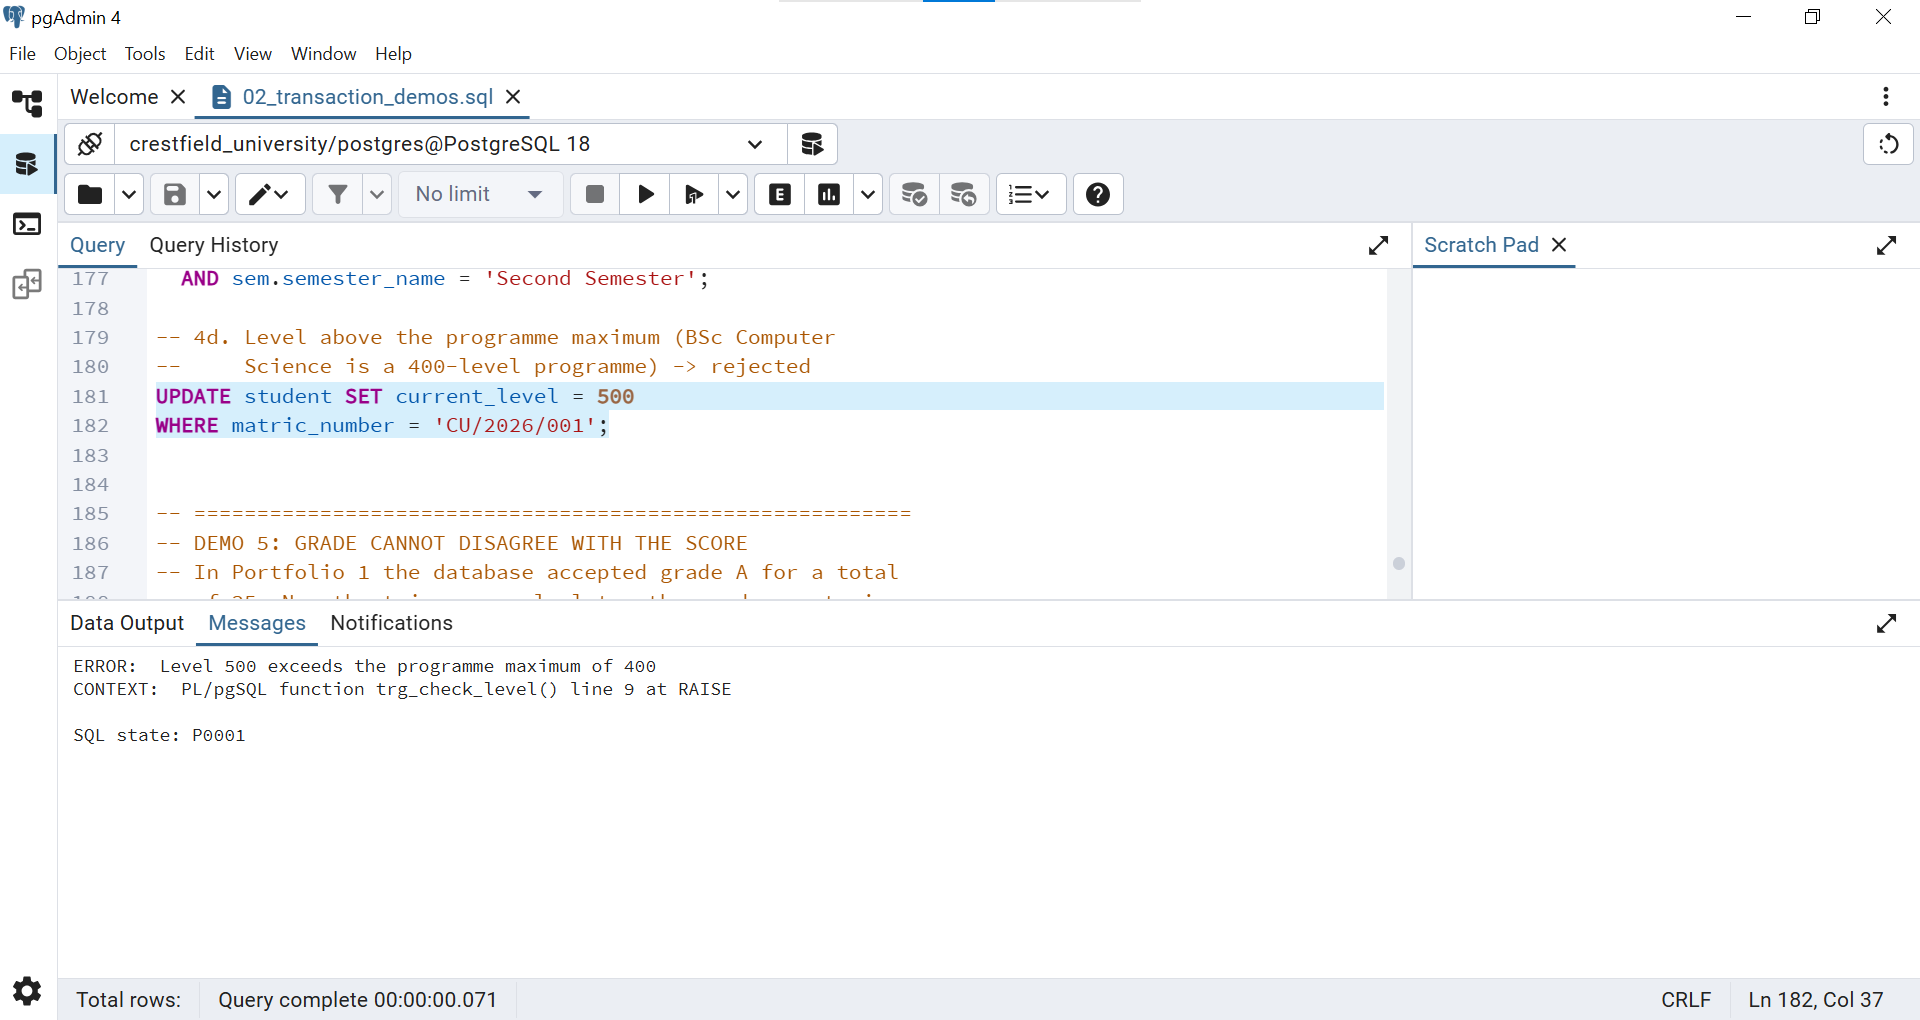 pgAdmin 4
File Object Tools Edit View Window Help
Welcome 02_transaction_demos.sql
crestfield_university/postgres@PostgreSQL 18
No limit
E
Query Query History
Scratch Pad
177 AND sem.semester_name = 'Second Semester';
178
179 -- 4d. Level above the programme maximum (BSc Computer
180 -- Science is a 400-level programme) -> rejected
181 UPDATE student SET current_level = 500
182 WHERE matric_number = 'CU/2026/001';
183
184
185 -- =========================================================
186 -- DEMO 5: GRADE CANNOT DISAGREE WITH THE SCORE
187 -- In Portfolio 1 the database accepted grade A for a total
Data Output Messages Notifications
ERROR: Level 500 exceeds the programme maximum of 400
CONTEXT: PL/pgSQL function trg_check_level() line 9 at RAISE
SQL state: P0001
Total rows: Query complete 00:00:00.071 CRLF Ln 182, Col 37